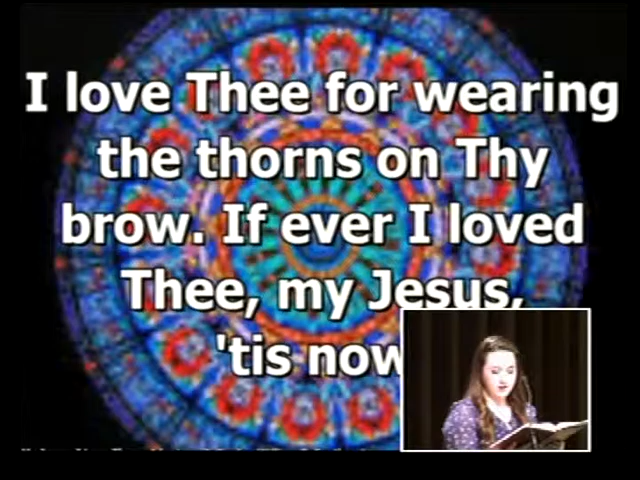 I love Thee for wearing
the thorns on Thy
brow. If ever I loved
Thee, my Jesus,
'tis now